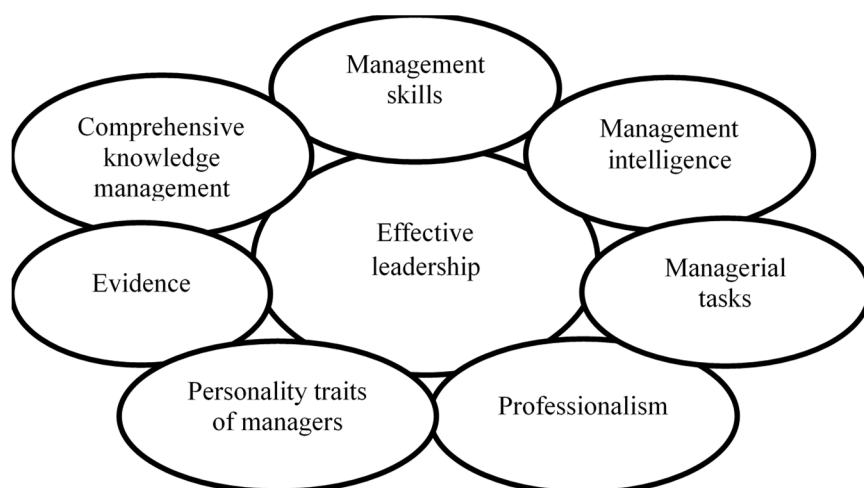 Management
skills
Comprehensive
knowledge
management
Management
intelligence
Effective
leadership
Evidence
Managerial
tasks
Personality traits
of managers
Professionalism